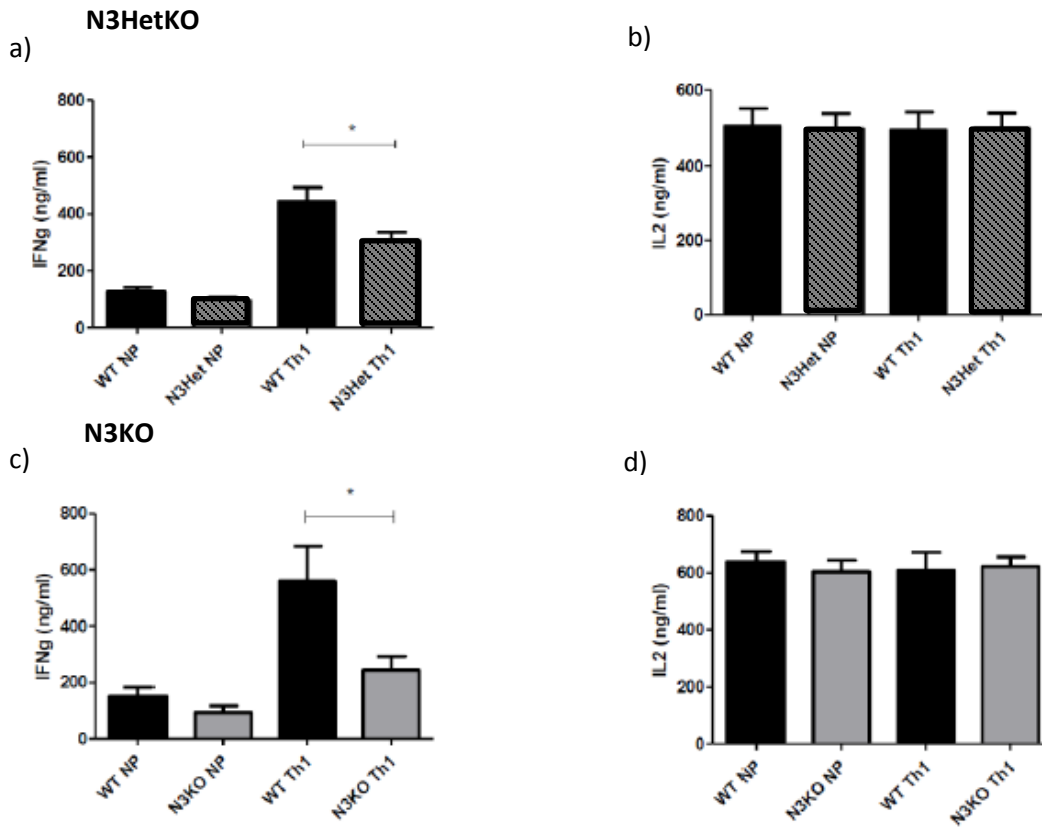 N3HetKO
a)
800
600
400
200
0
IFNg (ng/ml)
*
WT NP
N3Het NP
WT Th1
N3Het Th1
b)
600
400
200
0
IL2 (ng/ml)
WT NP
N3Het NP
WT Th1
N3Het Th1
N3KO
c)
800
600
400
200
0
IFNg (ng/ml)
*
WT NP
N3KO NP
WT Th1
N3KO Th1
d)
800
600
400
200
0
IL2 (ng/ml)
WT NP
N3KO NP
WT Th1
N3KO Th1